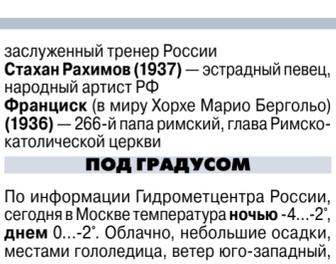 заслуженный тренер России
Стахан Рахимов (1937) — эстрадный певец,
народный артист РФ
Франциск (в миру Хорхе Марио Бергольо)
(1936) — 266-й папа римский, глава Римско-
католической церкви
ПОД ГРАДУСОМ
По информации Гидрометцентра России,
сегодня в Москве температура ночью -4...-2°,
днем 0...-2°. Облачно, небольшие осадки,
местами гололедица, ветер юго-западный,